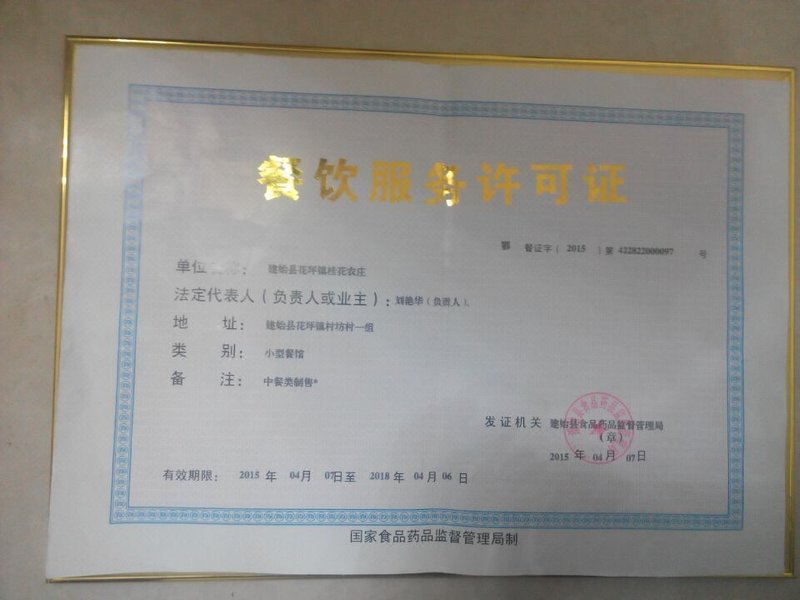 餐饮服务许可证
鄂 餐证字（ 2015 ）第 422822000097 号
单位名称： 建始县花坪镇桂花农庄
法定代表人（负责人或业主）： 刘艳华（负责人）、
地 址： 建始县花坪镇村坊村一组
类 别： 小型餐馆
备 注： 中餐类制售*
发证机关 建始县食品药品监督管理局
（章）
2015 年 04 月 07 日
有效期限： 2015 年 04 月 07 日至 2018 年 04 月 06 日
国家食品药品监督管理局制